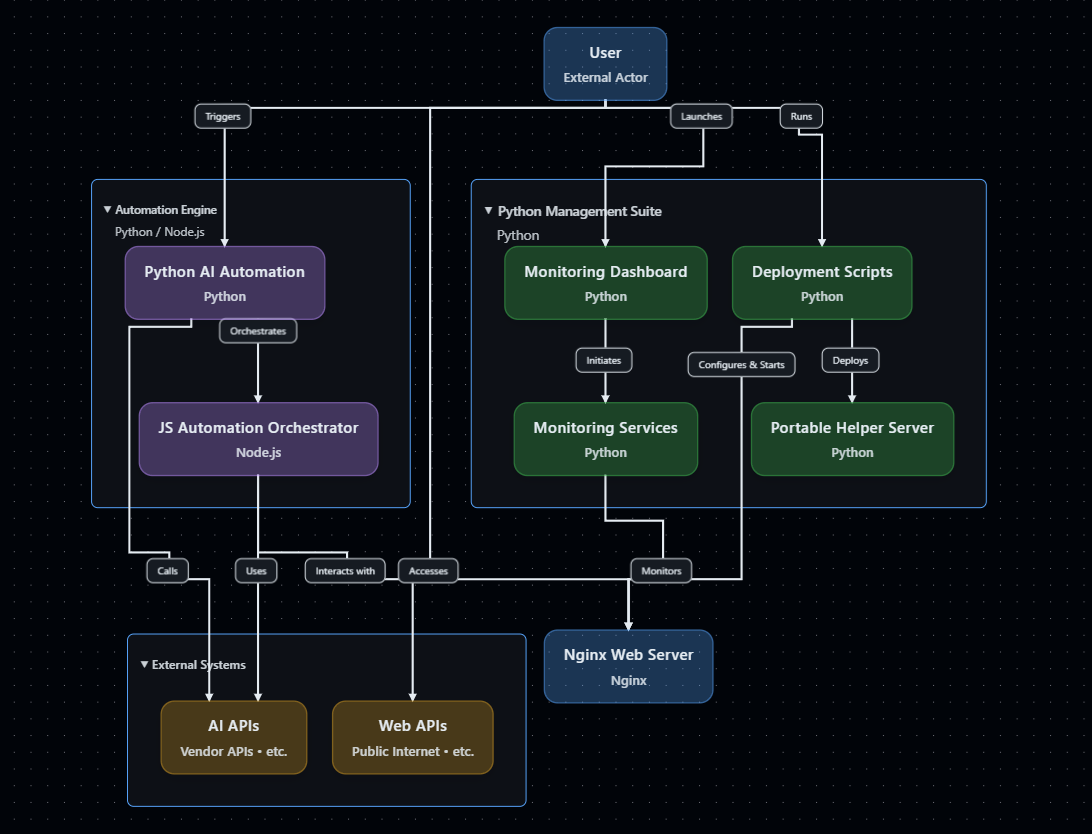 User
External Actor
Triggers
Launches
Runs
▼ Automation Engine
Python / Node.js
▼ Python Management Suite
Python
Python AI Automation
Python
Monitoring Dashboard
Python
Deployment Scripts
Python
Orchestrates
Initiates
Configures & Starts
Deploys
JS Automation Orchestrator
Node.js
Monitoring Services
Python
Portable Helper Server
Python
Calls
Uses
Interacts with
Accesses
Monitors
▼ External Systems
Nginx Web Server
Nginx
AI APIs
Vendor APIs • etc.
Web APIs
Public Internet • etc.